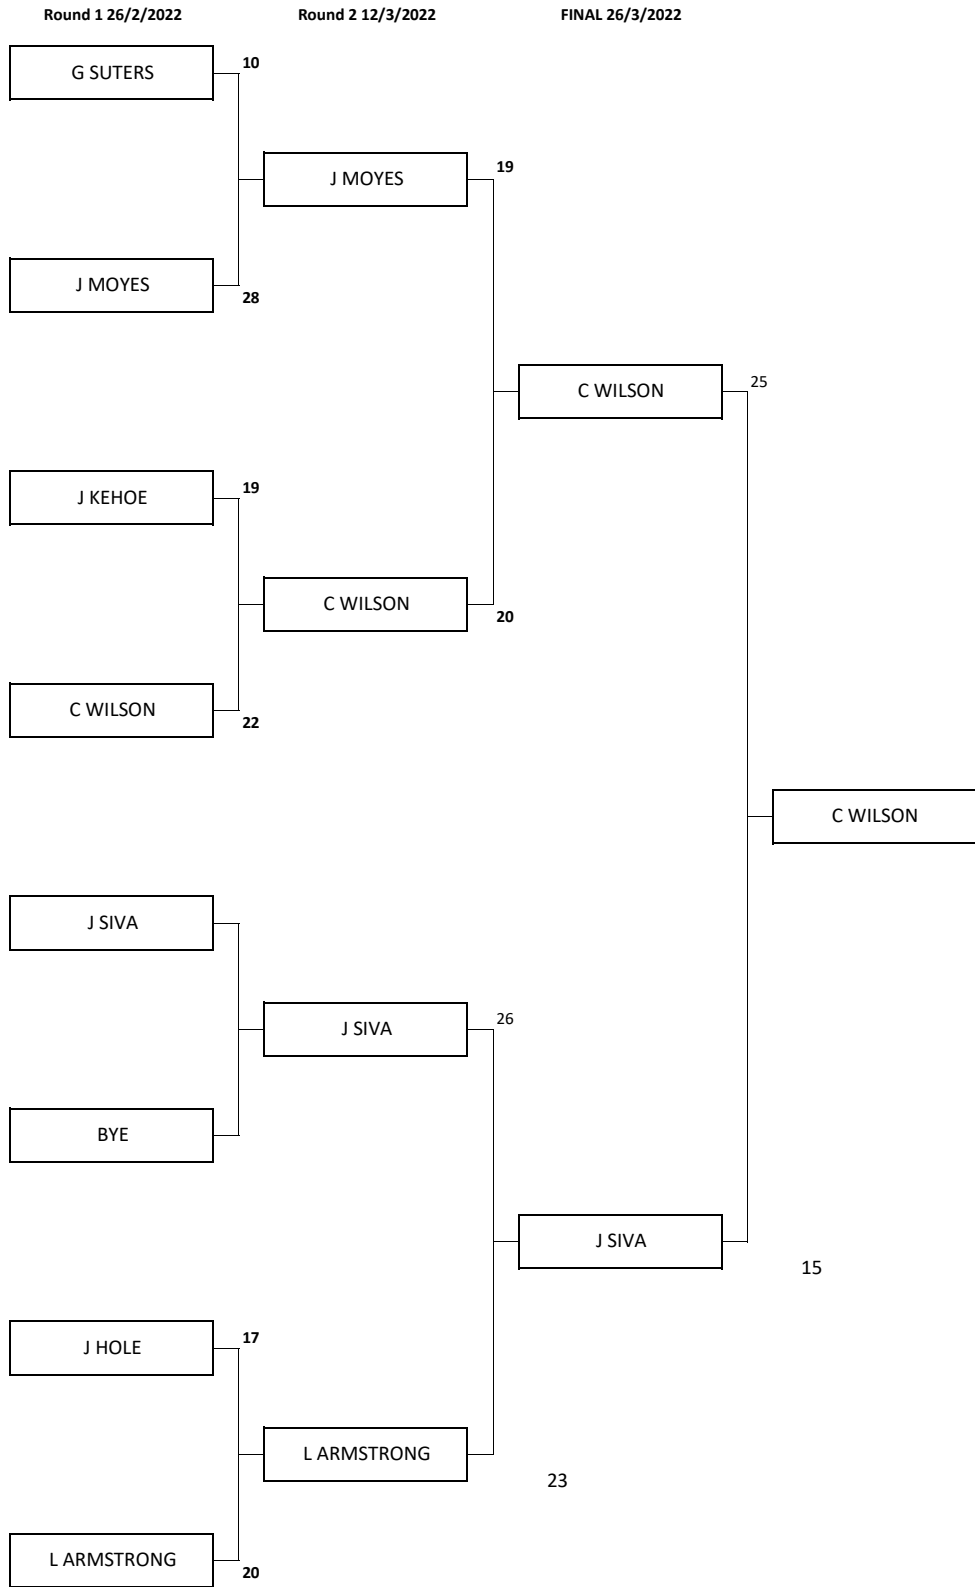 Round 1 26/2/2022 Round 2 12/3/2022 FINAL 26/3/2022
G SUTERS 10
J MOYES 19
J MOYES 28
C WILSON 25
J KEHOE 19
C WILSON 20
C WILSON 22
C WILSON
J SIVA
J SIVA 26
BYE
J SIVA
15
J HOLE 17
L ARMSTRONG
23
L ARMSTRONG 20